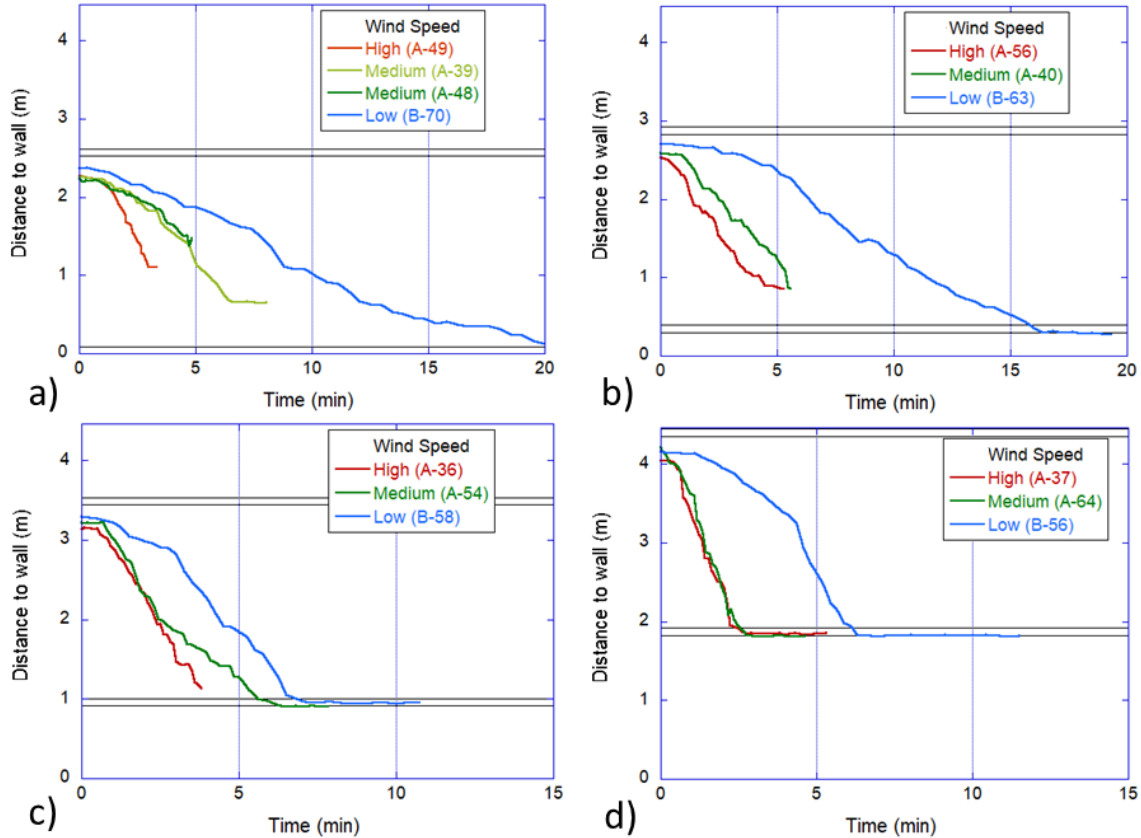 Wind Speed
High (A-49)
Medium (A-39)
Medium (A-48)
Low (B-70)
Distance to wall (m)
4
3
2
1
0
0
5
10
15
20
Time (min)
a)
Wind Speed
High (A-56)
Medium (A-40)
Low (B-63)
Distance to wall (m)
4
3
2
1
0
0
5
10
15
20
Time (min)
b)
Wind Speed
High (A-36)
Medium (A-54)
Low (B-58)
Distance to wall (m)
4
3
2
1
0
0
5
10
15
Time (min)
c)
Wind Speed
High (A-37)
Medium (A-64)
Low (B-56)
Distance to wall (m)
4
3
2
1
0
0
5
10
15
Time (min)
d)